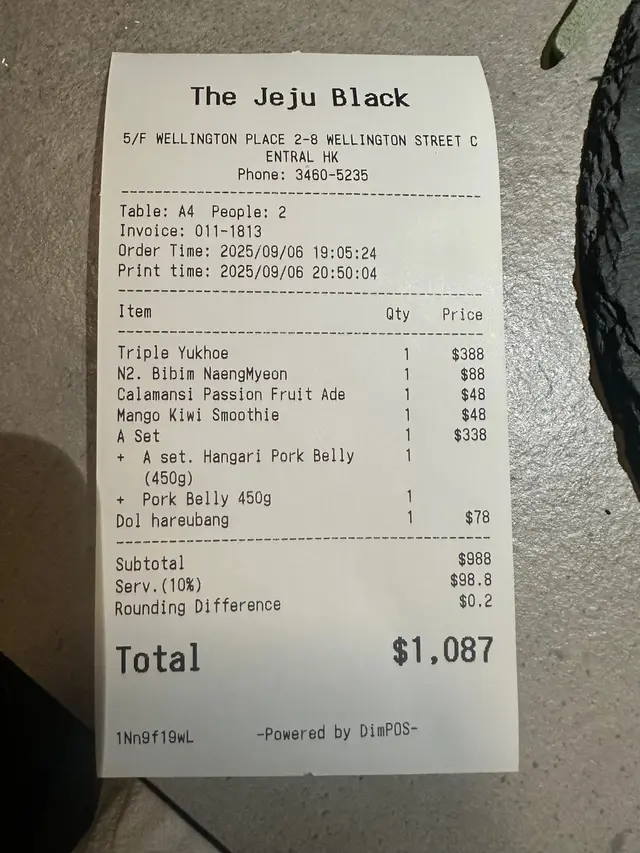 The Jeju Black
5/F WELLINGTON PLACE 2-8 WELLINGTON STREET C
ENTRAL HK
Phone: 3460-5235
Table: A4 People: 2
Invoice: 011-1813
Order Time: 2025/09/06 19:05:24
Print time: 2025/09/06 20:50:04
Item Qty Price
Triple Yukhoe 1 $388
N2. Bibim NaengMyeon 1 $88
Calamansi Passion Fruit Ade 1 $48
Mango Kiwi Smoothie 1 $48
A Set 1 $338
+ A set. Hangari Pork Belly 1
(450g)
+ Pork Belly 450g 1
Dol hareubang 1 $78
Subtotal $988
Serv.(10%) $98.8
Rounding Difference $0.2
Total $1,087
1Nn9f19wL -Powered by DimPOS-